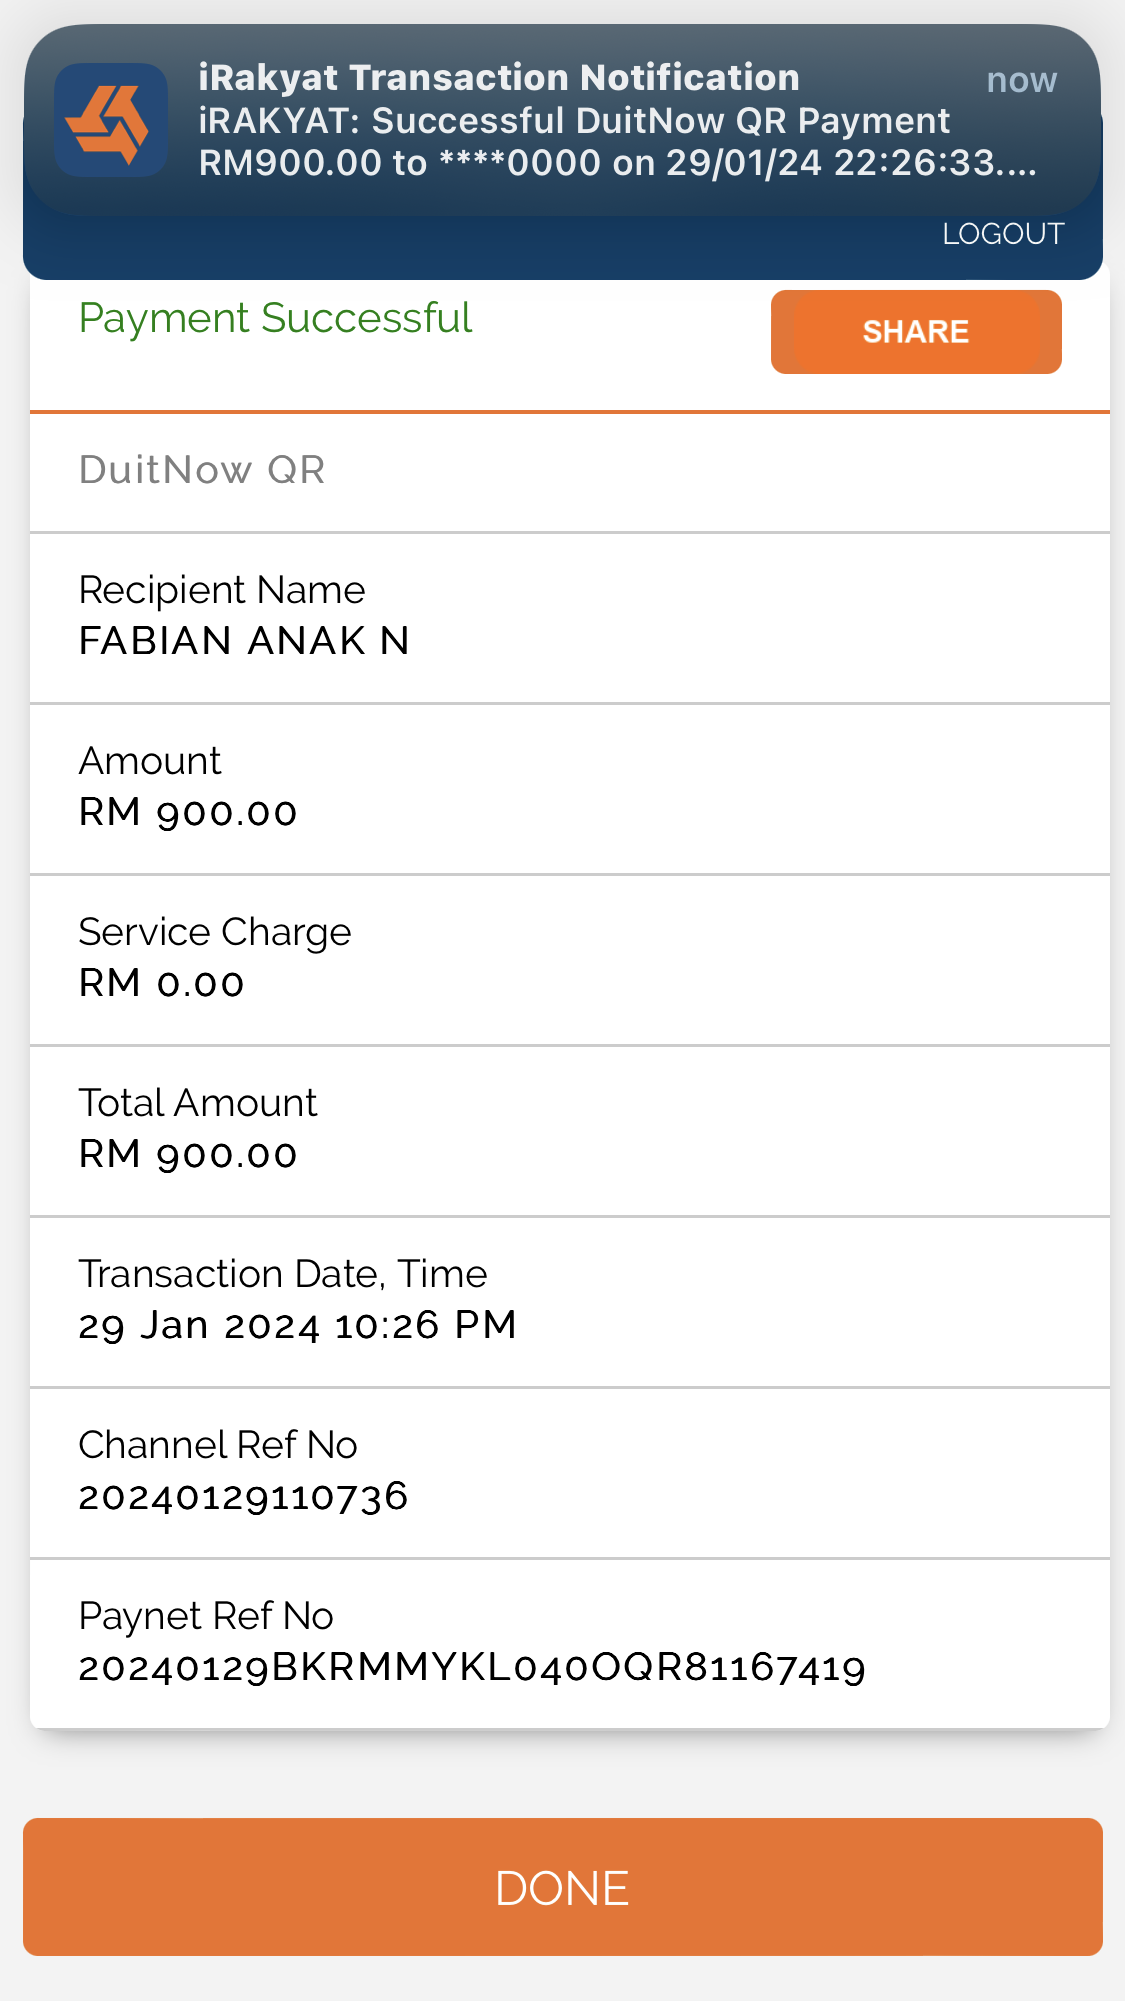 iRakyat Transaction Notification
now
iRAKYAT: Successful DuitNow QR Payment
RM900.00 to ****0000 on 29/01/24 22:26:33....
LOGOUT
Payment Successful
SHARE
DuitNow QR
Recipient Name
FABIAN ANAK N
Amount
RM 900.00
Service Charge
RM 0.00
Total Amount
RM 900.00
Transaction Date, Time
29 Jan 2024 10:26 PM
Channel Ref No
20240129110736
Paynet Ref No
20240129BKRMMYKL040OQR81167419
DONE